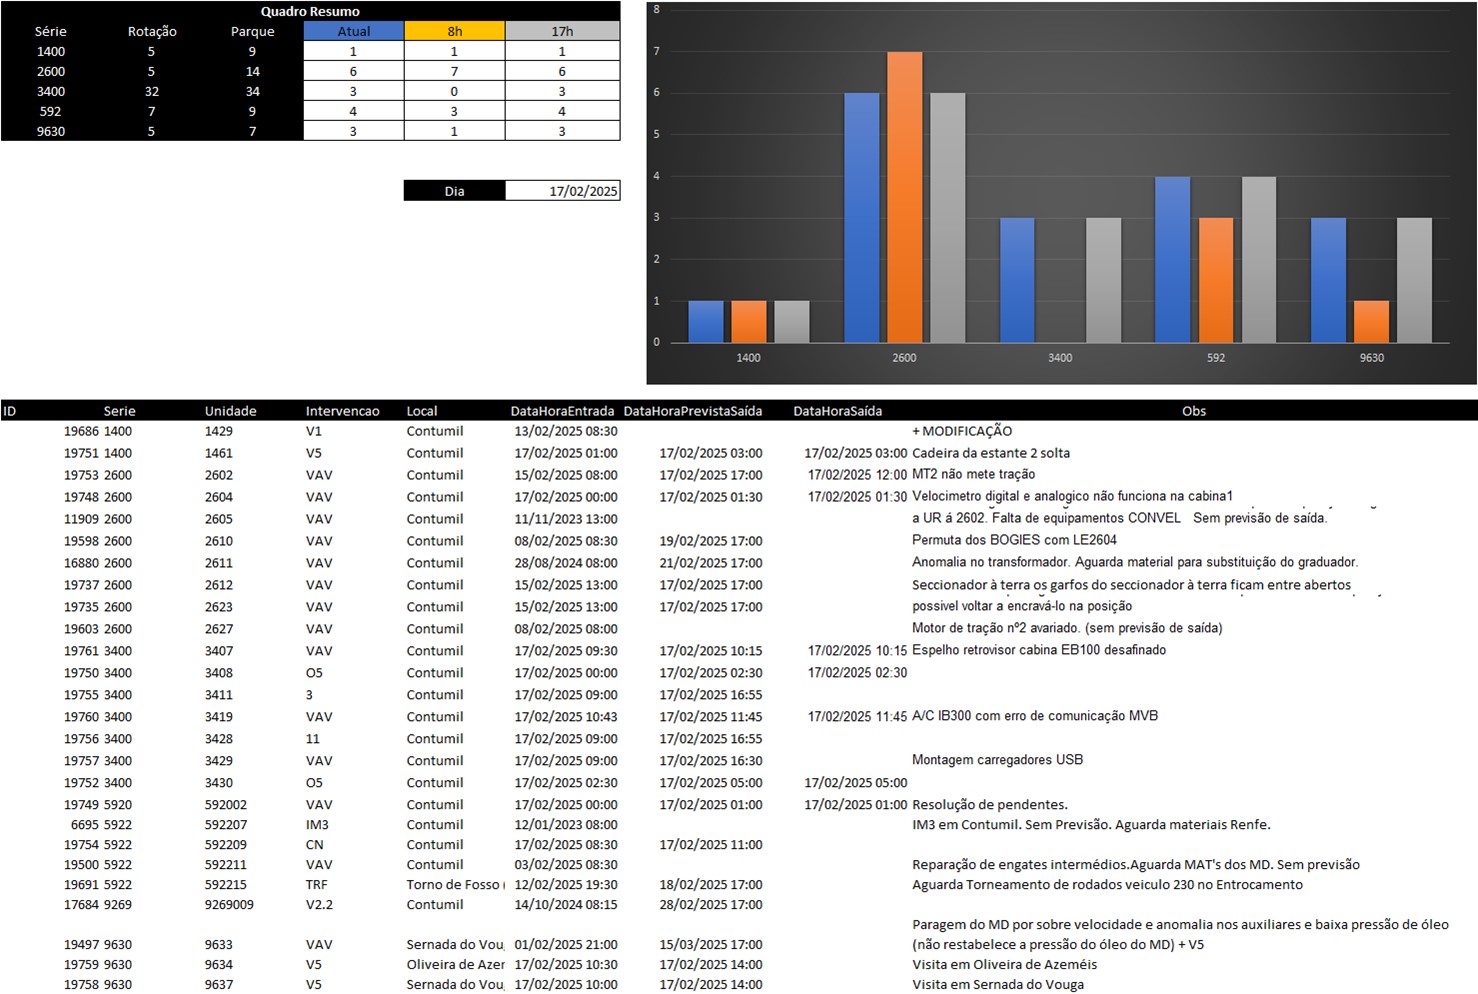 Quadro Resumo
Série Rotação Parque Atual 8h 17h
1400 5 9 1 1 1
2600 5 14 6 7 6
3400 32 34 3 0 3
592 7 9 4 3 4
9630 5 7 3 1 3
Dia 17/02/2025
8
7
6
5
4
3
2
1
0
1400 2600 3400 592 9630
ID Serie Unidade Intervencao Local DataHoraEntrada DataHoraPrevistaSaída DataHoraSaída Obs
19686 1400 1429 V1 Contumil 13/02/2025 08:30 + MODIFICAÇÃO
19751 1400 1461 V5 Contumil 17/02/2025 01:00 17/02/2025 03:00 17/02/2025 03:00 Cadeira da estante 2 solta
19753 2600 2602 VAV Contumil 15/02/2025 08:00 17/02/2025 17:00 17/02/2025 12:00 MT2 não mete tração
19748 2600 2604 VAV Contumil 17/02/2025 00:00 17/02/2025 01:30 17/02/2025 01:30 Velocimetro digital e analogico não funciona na cabina1
11909 2600 2605 VAV Contumil 11/11/2023 13:00 a UR á 2602. Falta de equipamentos CONVEL Sem previsão de saída.
19598 2600 2610 VAV Contumil 08/02/2025 08:30 19/02/2025 17:00 Permuta dos BOGIES com LE2604
16880 2600 2611 VAV Contumil 28/08/2024 08:00 21/02/2025 17:00 Anomalia no transformador. Aguarda material para substituição do graduador.
19737 2600 2612 VAV Contumil 15/02/2025 13:00 17/02/2025 17:00 Seccionador à terra os garfos do seccionador à terra ficam entre abertos
19735 2600 2623 VAV Contumil 15/02/2025 13:00 17/02/2025 17:00 possivel voltar a encravá-lo na posição
19603 2600 2627 VAV Contumil 08/02/2025 08:00 Motor de tração nº2 avariado. (sem previsão de saída)
19761 3400 3407 VAV Contumil 17/02/2025 09:30 17/02/2025 10:15 17/02/2025 10:15 Espelho retrovisor cabina EB100 desafinado
19750 3400 3408 O5 Contumil 17/02/2025 00:00 17/02/2025 02:30 17/02/2025 02:30
19755 3400 3411 3 Contumil 17/02/2025 09:00 17/02/2025 16:55
19760 3400 3419 VAV Contumil 17/02/2025 10:43 17/02/2025 11:45 17/02/2025 11:45 A/C IB300 com erro de comunicação MVB
19756 3400 3428 11 Contumil 17/02/2025 09:00 17/02/2025 16:55
19757 3400 3429 VAV Contumil 17/02/2025 09:00 17/02/2025 16:30 Montagem carregadores USB
19752 3400 3430 O5 Contumil 17/02/2025 02:30 17/02/2025 05:00 17/02/2025 05:00
19749 5920 592002 VAV Contumil 17/02/2025 00:00 17/02/2025 01:00 17/02/2025 01:00 Resolução de pendentes.
6695 5922 592207 IM3 Contumil 12/01/2023 08:00 IM3 em Contumil. Sem Previsão. Aguarda materiais Renfe.
19754 5922 592209 CN Contumil 17/02/2025 08:30 17/02/2025 11:00
19500 5922 592211 VAV Contumil 03/02/2025 08:30 Reparação de engates intermédios.Aguarda MAT's dos MD. Sem previsão
19691 5922 592215 TRF Torno de Fosso ( 12/02/2025 19:30 18/02/2025 17:00 Aguarda Torneamento de rodados veiculo 230 no Entrocamento
17684 9269 9269009 V2.2 Contumil 14/10/2024 08:15 28/02/2025 17:00
Paragem do MD por sobre velocidade e anomalia nos auxiliares e baixa pressão de óleo
19497 9630 9633 VAV Sernada do Vou 01/02/2025 21:00 15/03/2025 17:00 (não restabelece a pressão do óleo do MD) + V5
19759 9630 9634 V5 Oliveira de Azer 17/02/2025 10:30 17/02/2025 14:00 Visita em Oliveira de Azeméis
19758 9630 9637 V5 Sernada do Vou 17/02/2025 10:00 17/02/2025 14:00 Visita em Sernada do Vouga